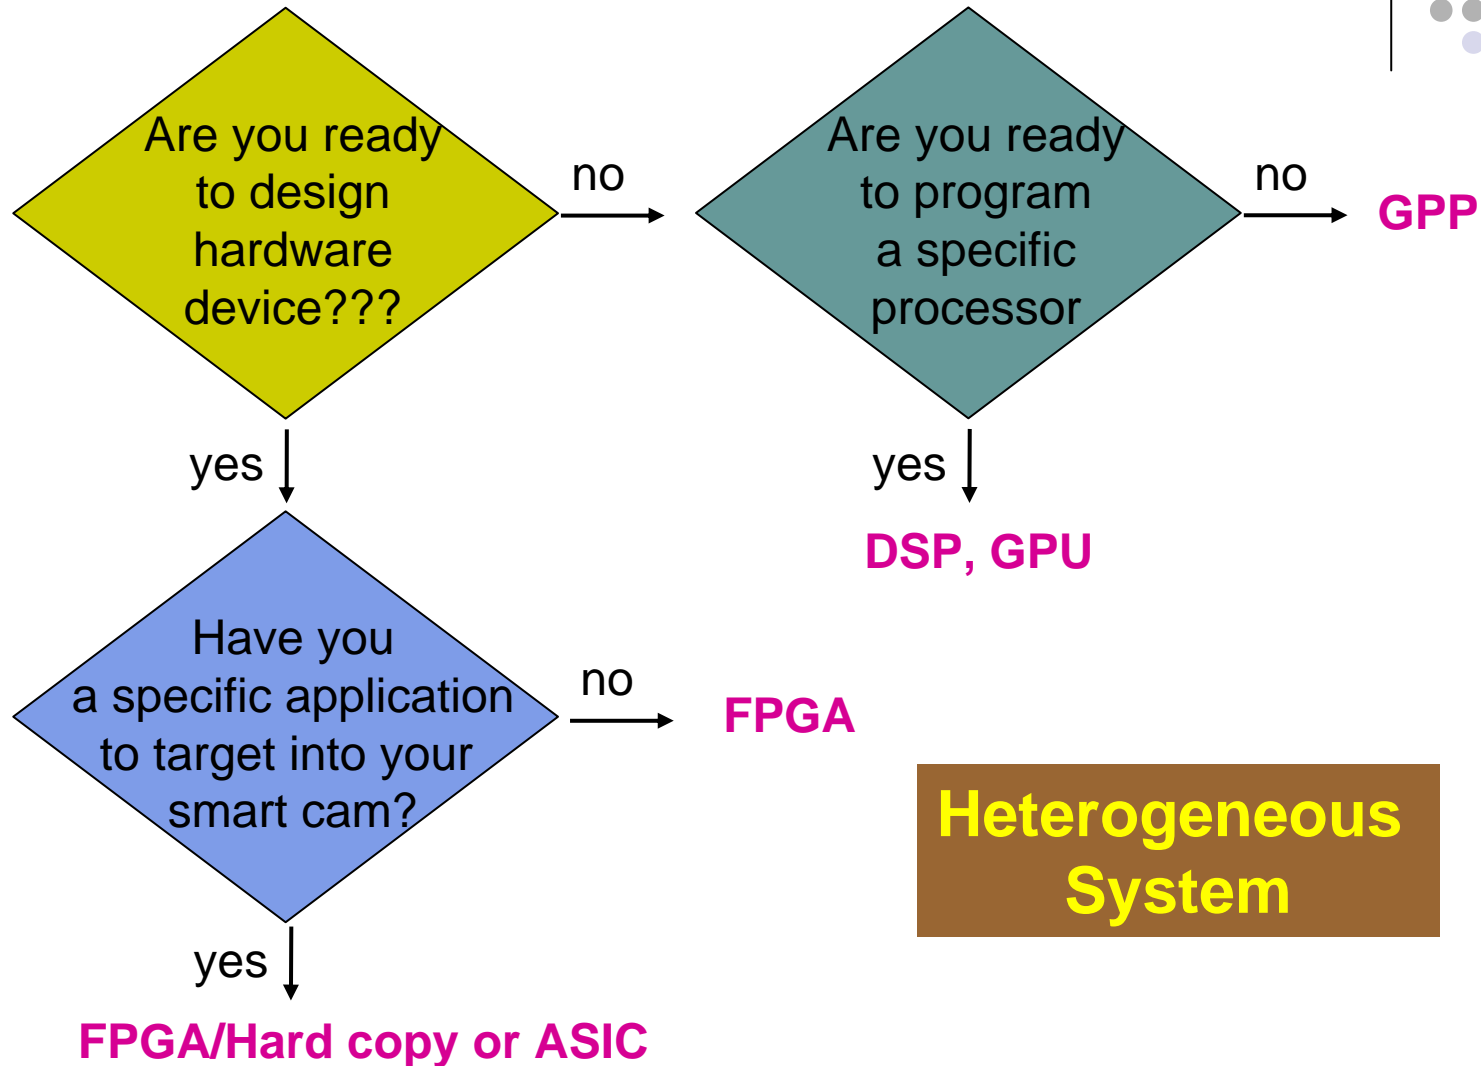 Are you ready
to design
hardware
device???
no
Are you ready
to program
a specific
processor
no
GPP
yes
yes
DSP, GPU
Have you
a specific application
to target into your
smart cam?
no
FPGA
Heterogeneous
System
yes
FPGA/Hard copy or ASIC